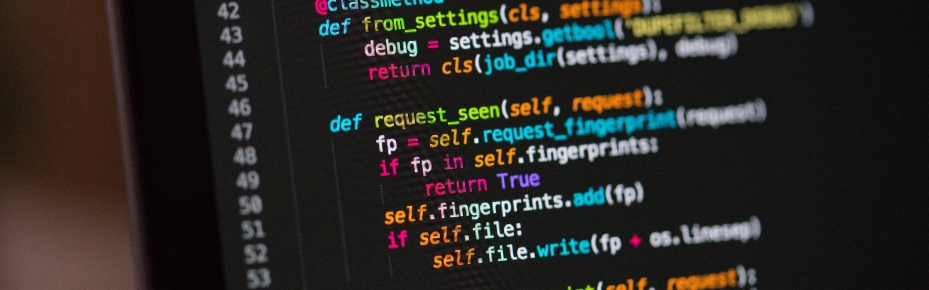 42 @classmethod
43 def from_settings(cls, settings):
44 debug = settings.getbool("DUPEFILTER_DEBUG")
45 return cls(job_dir(settings), debug)
46
47 def request_seen(self, request):
48 fp = self.request_fingerprint(request)
49 if fp in self.fingerprints:
50 return True
51 self.fingerprints.add(fp)
52 if self.file:
53 self.file.write(fp + os.linesep)
(self, request):